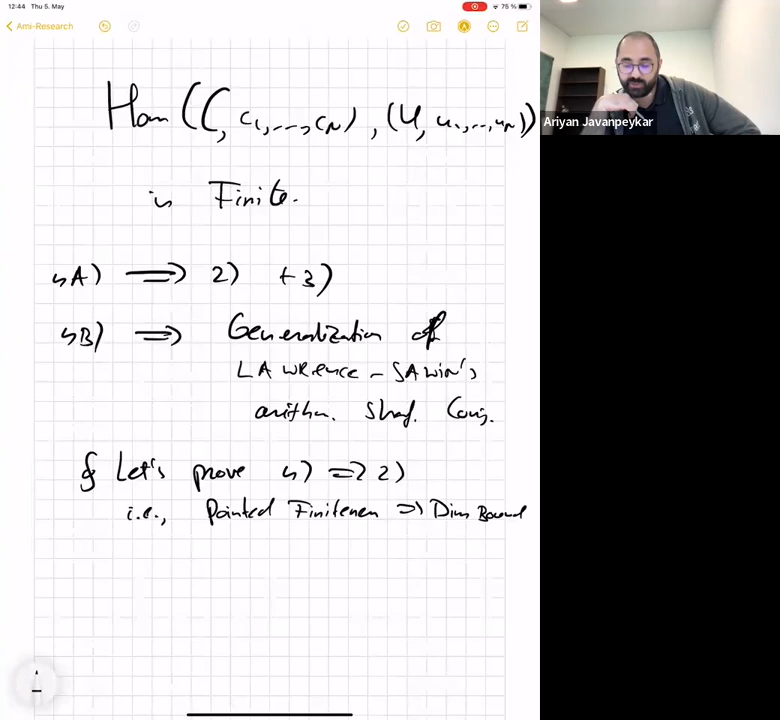 12:44 Thu 5. May
75 %
Ami-Research
Hom ((C, c1,...,cN), (U, u1,...,uN))
is Finite.
4A) ⟹ 2) + 3)
4B) ⟹ Generalization of
LAWRence - SAwin's
arithm. Shaf. Conj.
§ Let's prove 4) ⟹ 2)
i.e., Pointed Finiteness ⟹ Dim Bound
Ariyan Javanpeykar